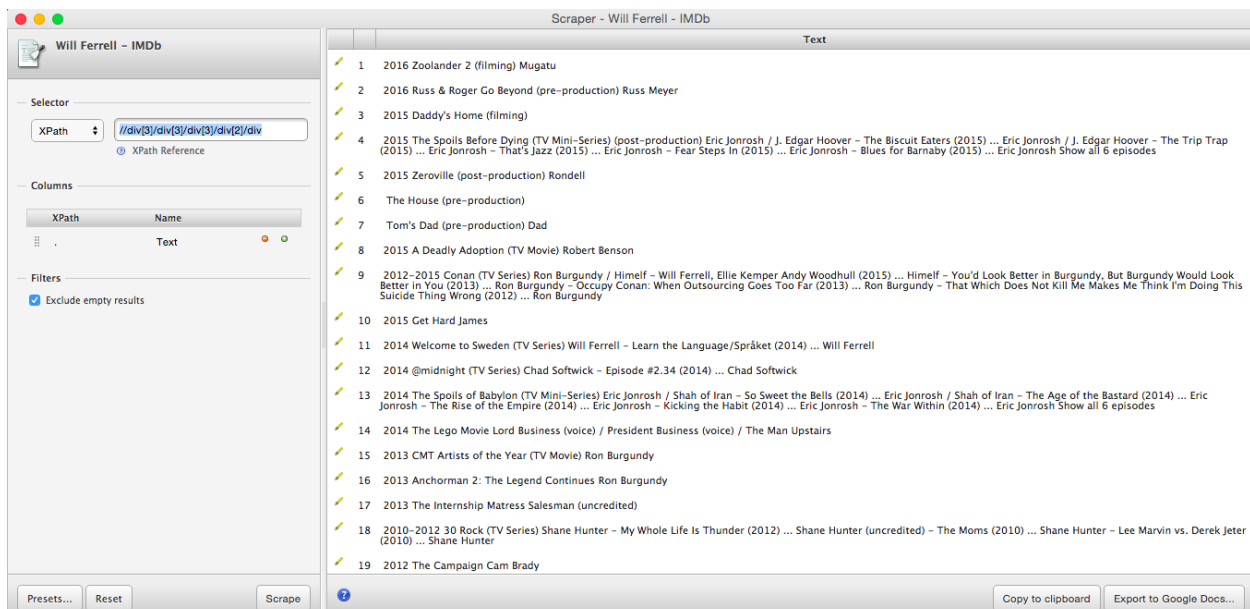 Scraper - Will Ferrell - IMDb
Will Ferrell - IMDb
Selector
XPath
//div[3]/div[3]/div[3]/div[2]/div
XPath Reference
Columns
XPath Name
. Text
Filters
Exclude empty results
Presets... Reset Scrape
Text
1 2016 Zoolander 2 (filming) Mugatu
2 2016 Russ & Roger Go Beyond (pre-production) Russ Meyer
3 2015 Daddy's Home (filming)
4 2015 The Spoils Before Dying (TV Mini-Series) (post-production) Eric Jonrosh / J. Edgar Hoover - The Biscuit Eaters (2015) ... Eric Jonrosh / J. Edgar Hoover - The Trip Trap
(2015) ... Eric Jonrosh - That's Jazz (2015) ... Eric Jonrosh - Fear Steps In (2015) ... Eric Jonrosh - Blues for Barnaby (2015) ... Eric Jonrosh Show all 6 episodes
5 2015 Zeroville (post-production) Rondell
6 The House (pre-production)
7 Tom's Dad (pre-production) Dad
8 2015 A Deadly Adoption (TV Movie) Robert Benson
9 2012-2015 Conan (TV Series) Ron Burgundy / Himelf - Will Ferrell, Ellie Kemper Andy Woodhull (2015) ... Himelf - You'd Look Better in Burgundy, But Burgundy Would Look
Better in You (2013) ... Ron Burgundy - Occupy Conan: When Outsourcing Goes Too Far (2013) ... Ron Burgundy - That Which Does Not Kill Me Makes Me Think I'm Doing This
Suicide Thing Wrong (2012) ... Ron Burgundy
10 2015 Get Hard James
11 2014 Welcome to Sweden (TV Series) Will Ferrell - Learn the Language/Språket (2014) ... Will Ferrell
12 2014 @midnight (TV Series) Chad Softwick - Episode #2.34 (2014) ... Chad Softwick
13 2014 The Spoils of Babylon (TV Mini-Series) Eric Jonrosh / Shah of Iran - So Sweet the Bells (2014) ... Eric Jonrosh / Shah of Iran - The Age of the Bastard (2014) ... Eric
Jonrosh - The Rise of the Empire (2014) ... Eric Jonrosh - Kicking the Habit (2014) ... Eric Jonrosh - The War Within (2014) ... Eric Jonrosh Show all 6 episodes
14 2014 The Lego Movie Lord Business (voice) / President Business (voice) / The Man Upstairs
15 2013 CMT Artists of the Year (TV Movie) Ron Burgundy
16 2013 Anchorman 2: The Legend Continues Ron Burgundy
17 2013 The Internship Matress Salesman (uncredited)
18 2010-2012 30 Rock (TV Series) Shane Hunter - My Whole Life Is Thunder (2012) ... Shane Hunter (uncredited) - The Moms (2010) ... Shane Hunter - Lee Marvin vs. Derek Jeter
(2010) ... Shane Hunter
19 2012 The Campaign Cam Brady
Copy to clipboard Export to Google Docs...